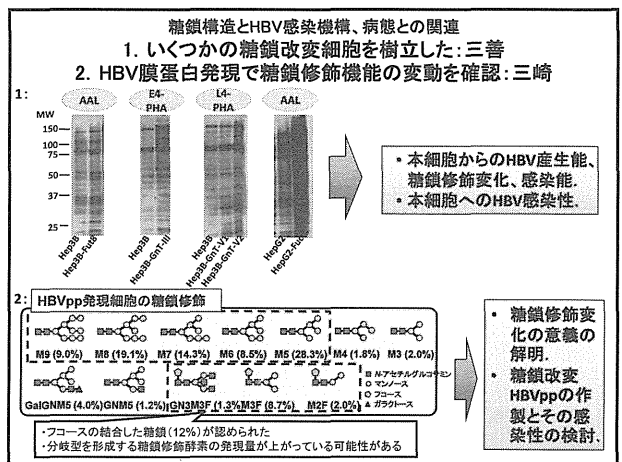 糖鎖構造とHBV感染機構、病態との関連
1. いくつかの糖鎖改変細胞を樹立した：三善
2. HBV膜蛋白発現で糖鎖修飾機能の変動を確認：三崎
1:
AAL
E4-PHA
L4-PHA
AAL
MW
150
100
75
50
37
25
Hep3B
Hep3B-Fut8
Hep3B
Hep3B-GnT-III
Hep3B
Hep3B-GnT-V1
Hep3B-GnT-V2
HepG2
HepG2-Fuc
・本細胞からのHBV産生能、
糖鎖修飾変化、感染能.
・本細胞へのHBV感染性.
2:
HBVpp発現細胞の糖鎖修飾
M9 (9.0%)
M8 (19.1%)
M7 (14.3%)
M6 (8.5%)
M5 (28.3%)
M4 (1.8%)
M3 (2.0%)
GalGNM5 (4.0%)
GNM5 (1.2%)
GN3M3F (1.3%)
M3F (8.7%)
M2F (2.0%)
N-アセチルグルコサミン
マンノース
フコース
ガラクトース
・フコースの結合した糖鎖(12%)が認められた
・分岐型を形成する糖鎖修飾酵素の発現量が上がっている可能性がある
• 糖鎖修飾変
化の意義の
解明.
• 糖鎖改変
HBVppの作
製とその感
染性の検討.